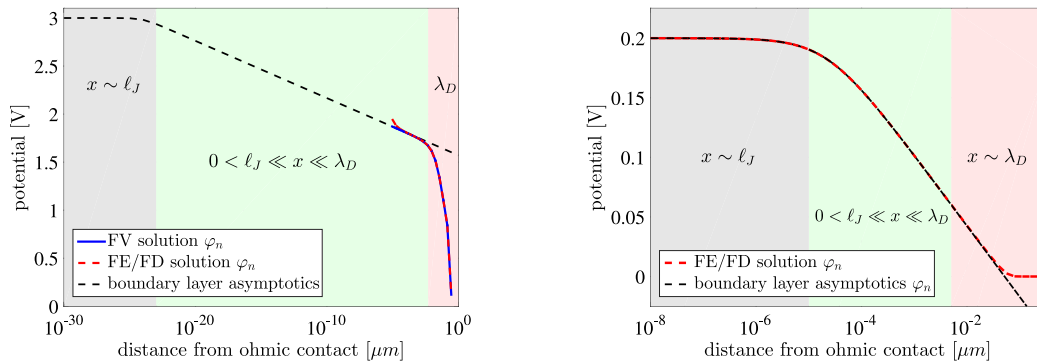 3
2.5
2
1.5
1
0.5
0
potential [V]
x ∼ ℓ_J
0 < ℓ_J ≪ x ≪ λ_D
λ_D
FV solution φ_n
FE/FD solution φ_n
boundary layer asymptotics
10^-30
10^-20
10^-10
10^0
distance from ohmic contact [μm]
0.2
0.15
0.1
0.05
0
potential [V]
x ∼ ℓ_J
0 < ℓ_J ≪ x ≪ λ_D
x ∼ λ_D
FE/FD solution φ_n
boundary layer asymptotics φ_n
10^-8
10^-6
10^-4
10^-2
distance from ohmic contact [μm]